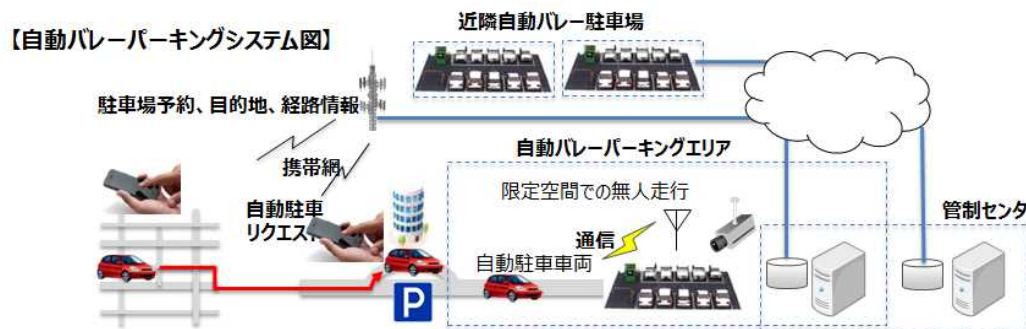 【自動バレーパーキングシステム図】
近隣自動バレー駐車場
駐車場予約、目的地、経路情報
携帯網
自動バレーパーキングエリア
限定空間での無人走行
自動駐車
リクエス
通信
自動駐車車両
管制センタ
P